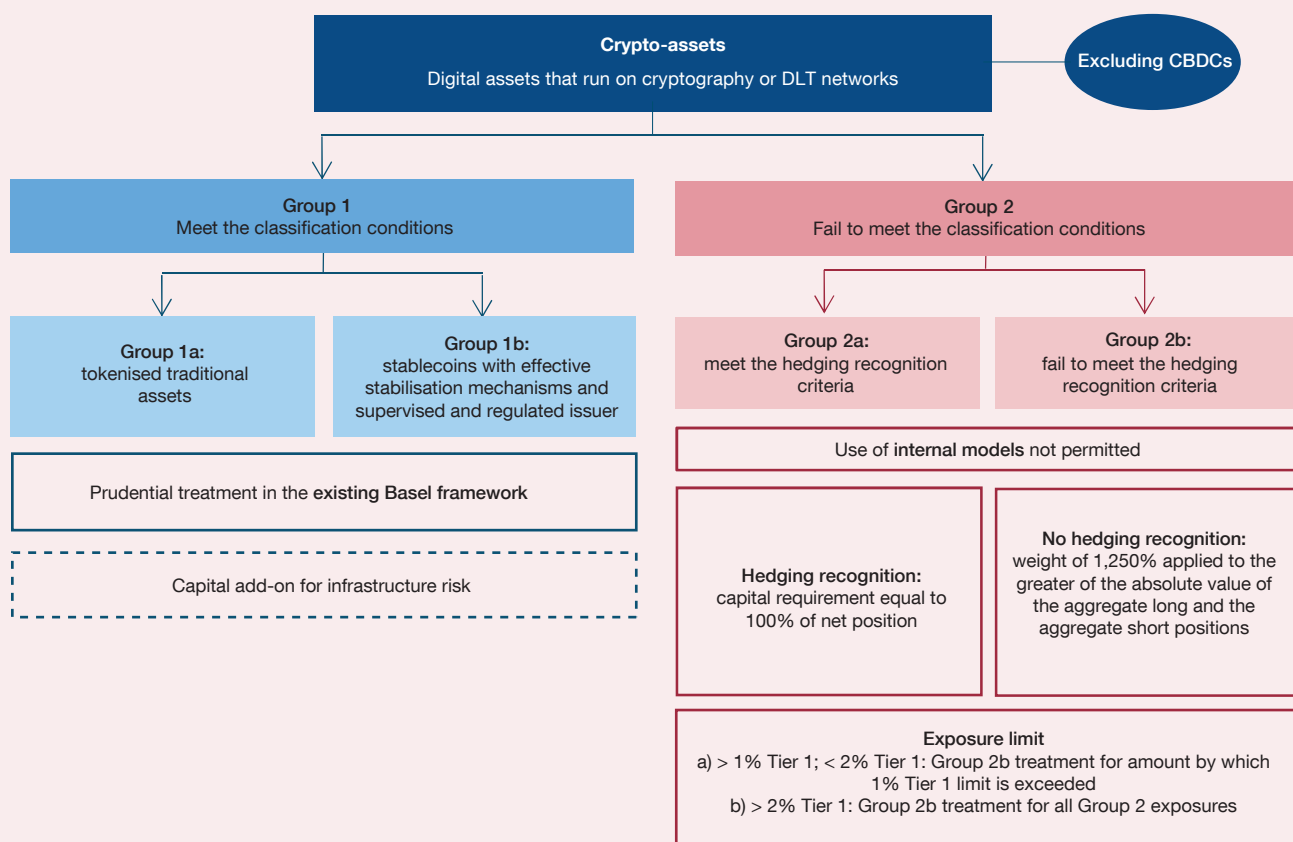 Crypto-assets
Digital assets that run on cryptography or DLT networks
Excluding CBDCs
Group 1
Meet the classification conditions
Group 2
Fail to meet the classification conditions
Group 1a:
tokenised traditional
assets
Group 1b:
stablecoins with effective
stabilisation mechanisms and
supervised and regulated issuer
Group 2a:
meet the hedging recognition
criteria
Group 2b:
fail to meet the hedging
recognition criteria
Prudential treatment in the existing Basel framework
Capital add-on for infrastructure risk
Use of internal models not permitted
Hedging recognition:
capital requirement equal to
100% of net position
No hedging recognition:
weight of 1,250% applied to the
greater of the absolute value of
the aggregate long and the
aggregate short positions
Exposure limit
a) > 1% Tier 1; < 2% Tier 1: Group 2b treatment for amount by which
1% Tier 1 limit is exceeded
b) > 2% Tier 1: Group 2b treatment for all Group 2 exposures